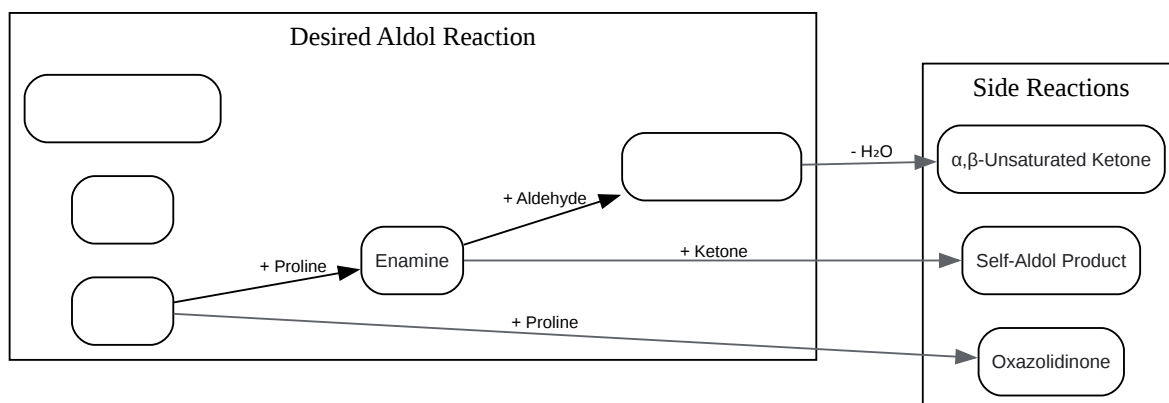 Desired Aldol Reaction
Side Reactions
- H₂O
α,β-Unsaturated Ketone
+ Aldehyde
+ Proline
Enamine
+ Ketone
Self-Aldol Product
+ Proline
Oxazolidinone